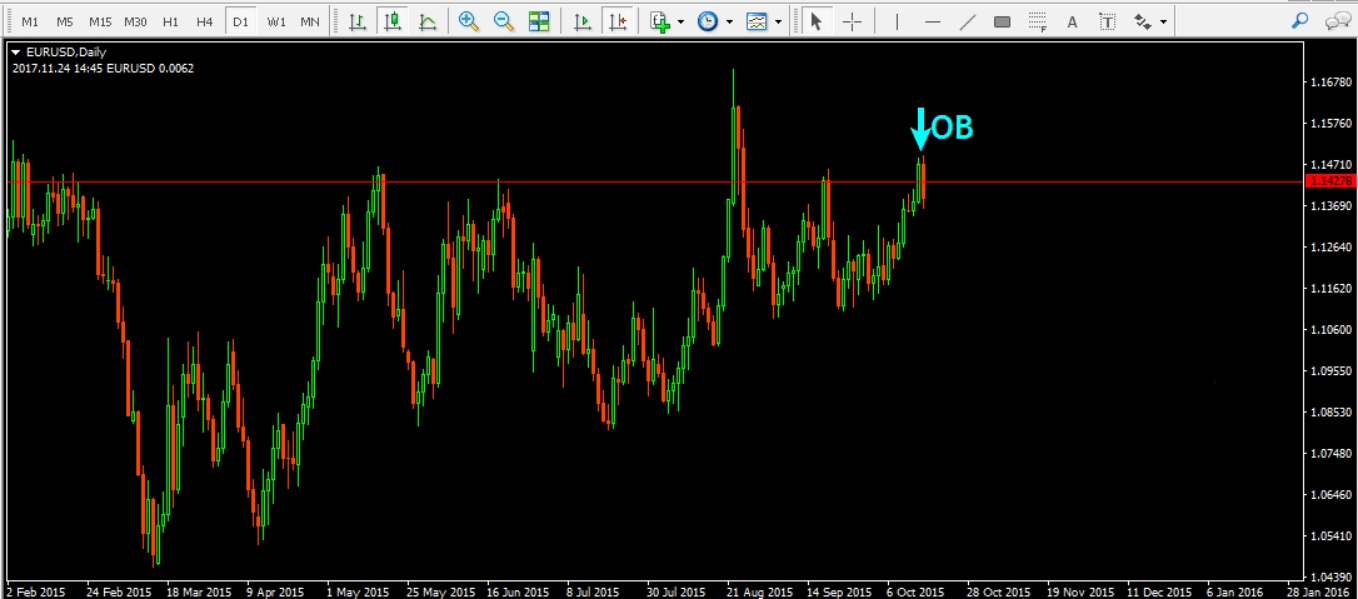 M1 M5 M15 M30 H1 H4 D1 W1 MN
A T
F
EURUSD,Daily
2017.11.24 14:45 EURUSD 0.0062
OB
1.16780
1.15760
1.14710
1.14278
1.13690
1.12640
1.11620
1.10600
1.09550
1.08530
1.07480
1.06460
1.05410
1.04390
2 Feb 2015 24 Feb 2015 18 Mar 2015 9 Apr 2015 1 May 2015 25 May 2015 16 Jun 2015 8 Jul 2015 30 Jul 2015 21 Aug 2015 14 Sep 2015 6 Oct 2015 28 Oct 2015 19 Nov 2015 11 Dec 2015 6 Jan 2016 28 Jan 2016